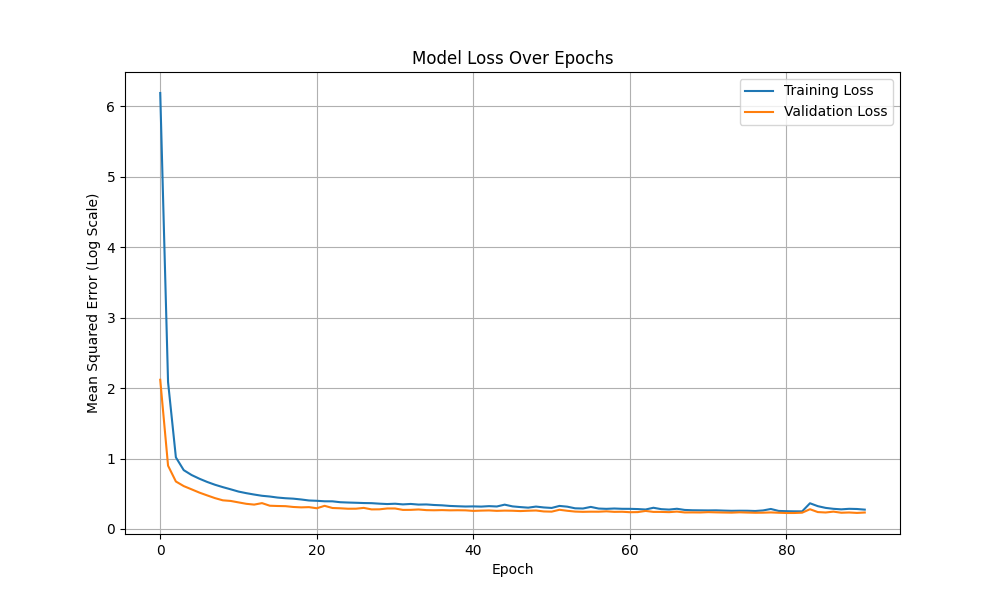 Model Loss Over Epochs
Training Loss
Validation Loss
Mean Squared Error (Log Scale)
6
5
4
3
2
1
0
0 20 40 60 80
Epoch